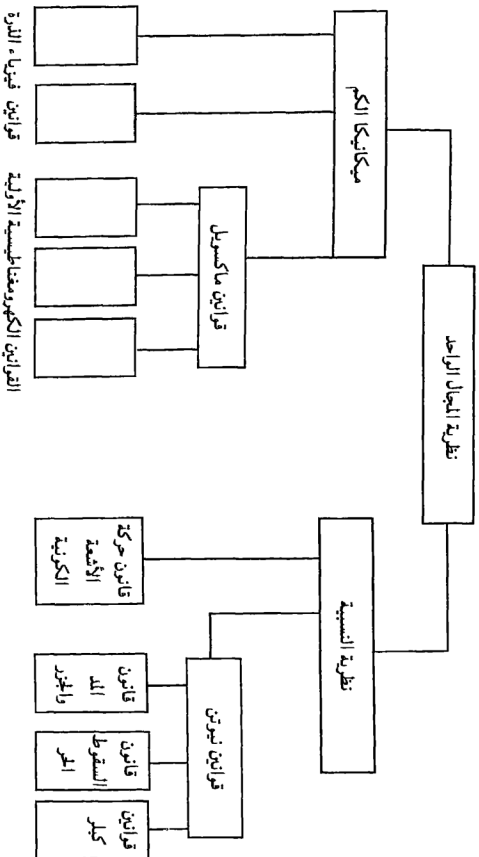 نظرية المجال الواحد
ميكانيكا الكم
نظرية النسبية
قوانين ماكسويل
قوانين نيوتن
قانون حركة
الأشعة
الكونية
قانون
المد
والجزر
قانون
السقوط
الحر
قوانين
كبلر
قوانين فيزياء الذرة
القوانين الكهرومغناطيسية الأولية